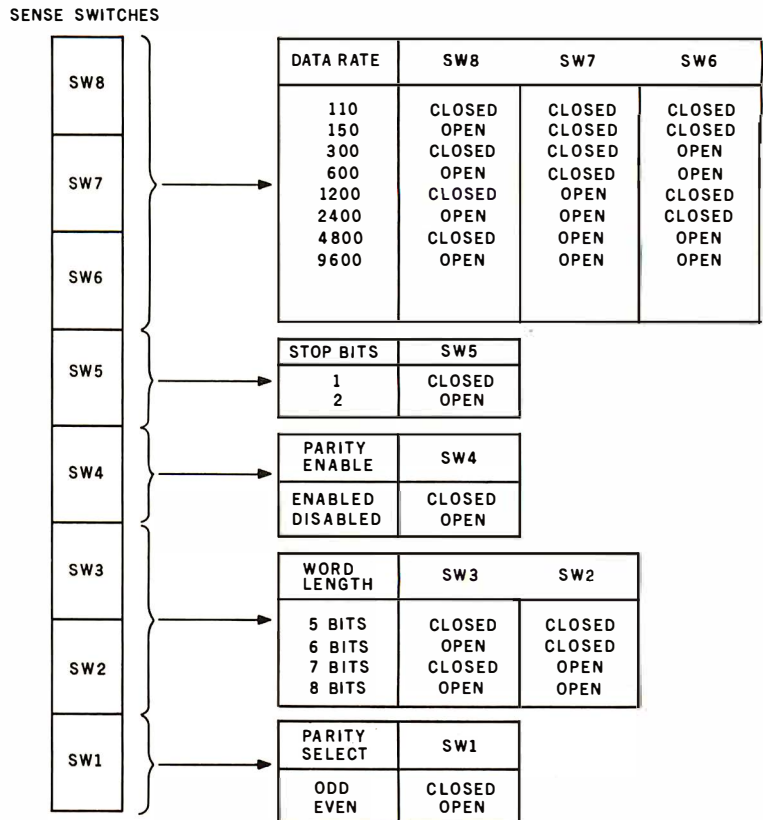 SENSE SWITCHES
SW8
SW7
SW6
SW5
SW4
SW3
SW2
SW1
DATA RATE SW8 SW7 SW6
110 CLOSED CLOSED CLOSED
150 OPEN CLOSED CLOSED
300 CLOSED CLOSED OPEN
600 OPEN CLOSED OPEN
1200 CLOSED OPEN CLOSED
2400 OPEN OPEN CLOSED
4800 CLOSED OPEN OPEN
9600 OPEN OPEN OPEN
STOP BITS SW5
1 CLOSED
2 OPEN
PARITY
ENABLE SW4
ENABLED CLOSED
DISABLED OPEN
WORD
LENGTH SW3 SW2
5 BITS CLOSED CLOSED
6 BITS OPEN CLOSED
7 BITS CLOSED OPEN
8 BITS OPEN OPEN
PARITY
SELECT SW1
ODD CLOSED
EVEN OPEN